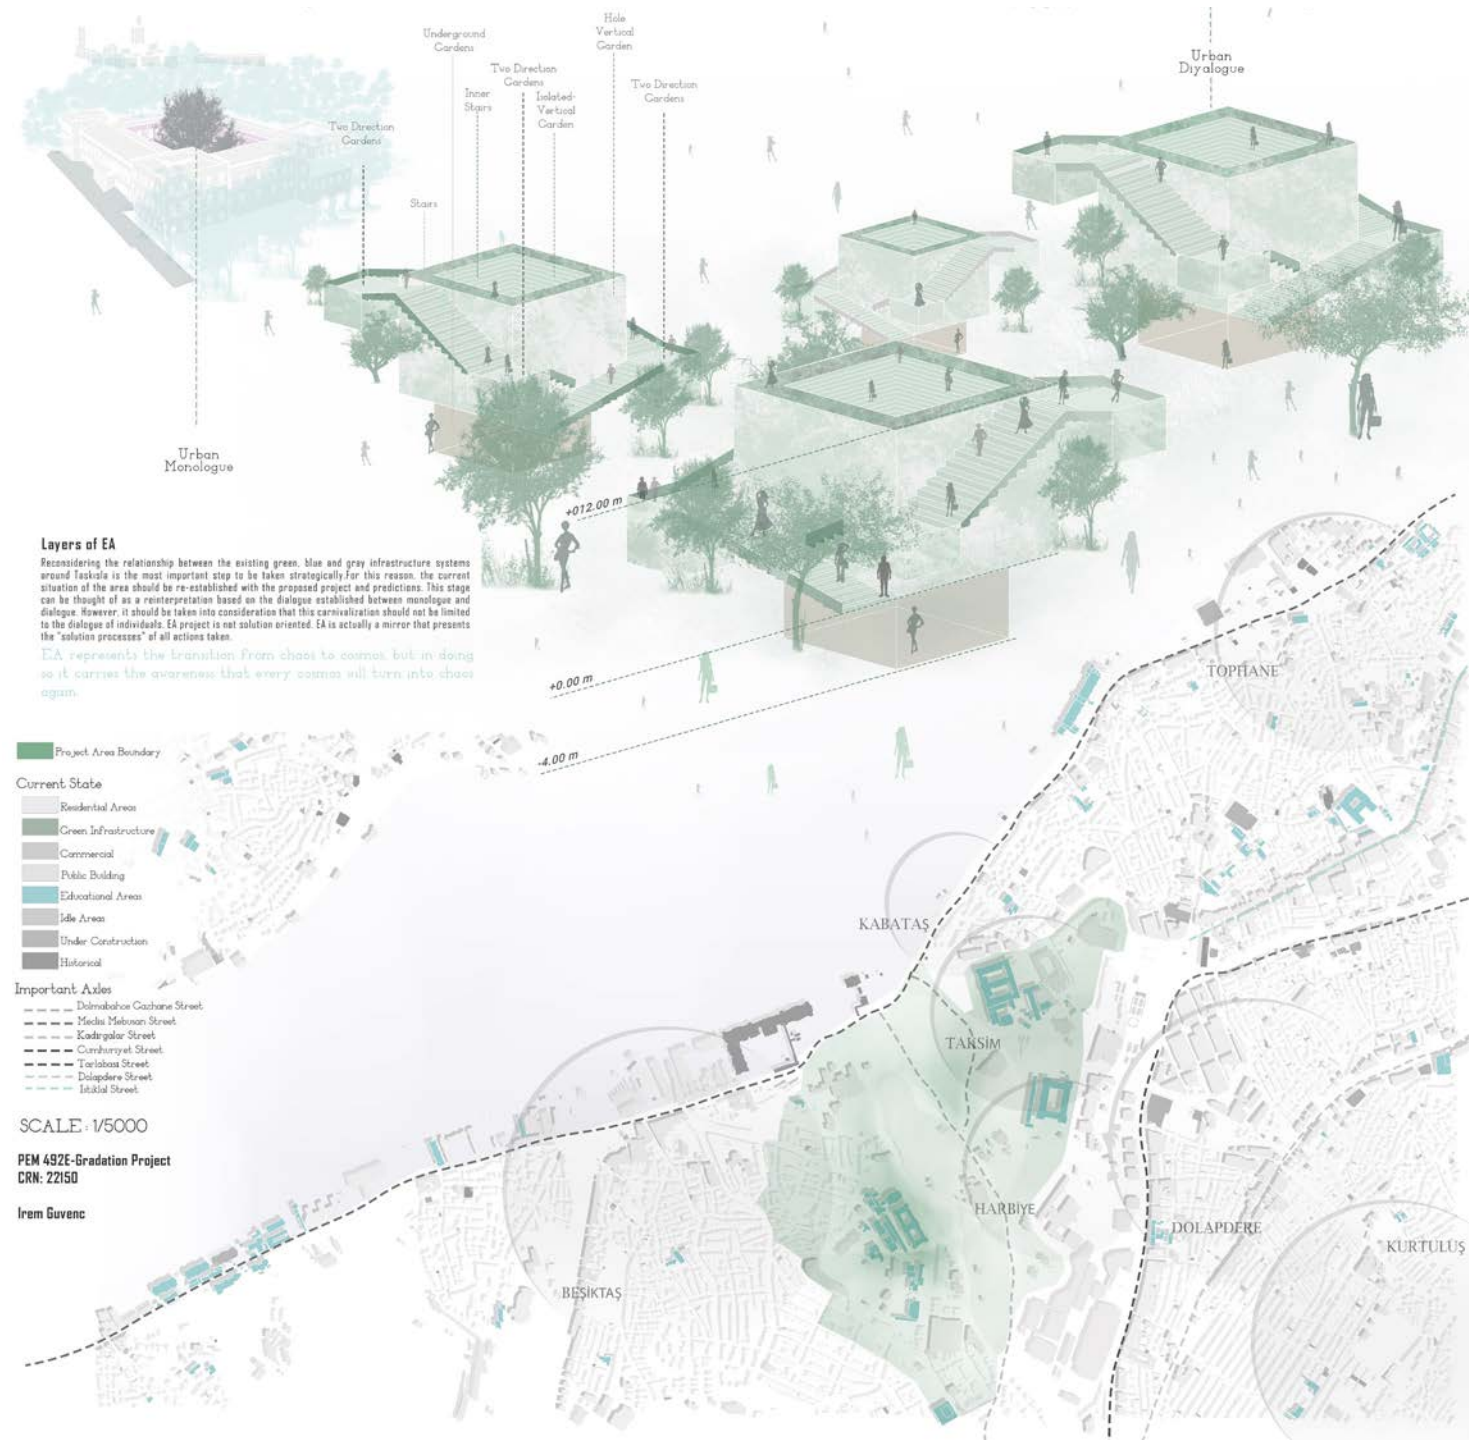 Underground
Gardens
Hole
Vertical
Garden
Two Direction
Gardens
Inner
Stairs
Isolated-
Vertical
Garden
Two Direction
Gardens
Two Direction
Gardens
Stairs
Urban
Diyalogue
Urban
Monologue
+012.00 m
+0.00 m
-4.00 m
Layers of EA
Reconsidering the relationship between the existing green, blue and gray infrastructure systems
around Taskisla is the most important step to be taken strategically.For this reason, the current
situation of the area should be re-established with the proposed project and predictions. This stage
can be thought of as a reinterpretation based on the dialogue established between monologue and
dialogue. However, it should be taken into consideration that this carnivalization should not be limited
to the dialogue of individuals. EA project is not solution oriented. EA is actually a mirror that presents
the "solution processes" of all actions taken.
EA represents the transition from chaos to cosmos, but in doing
so it carries the awareness that every cosmos will turn into chaos
again.
Project Area Boundary
Current State
Residential Areas
Green Infrastructure
Commercial
Public Building
Educational Areas
Idle Areas
Under Construction
Historical
Important Axles
Dolmabahce Gazhane Street
Meclisi Mebusan Street
Kadirgalar Street
Cumhuriyet Street
Tarlabasi Street
Dolapdere Street
Istiklal Street
SCALE : 1/5000
PEM 492E-Gradation Project
CRN: 22150
Irem Guvenc
TOPHANE
KABATAŞ
TAKSİM
HARBİYE
DOLAPDERE
KURTULUŞ
BEŞİKTAŞ